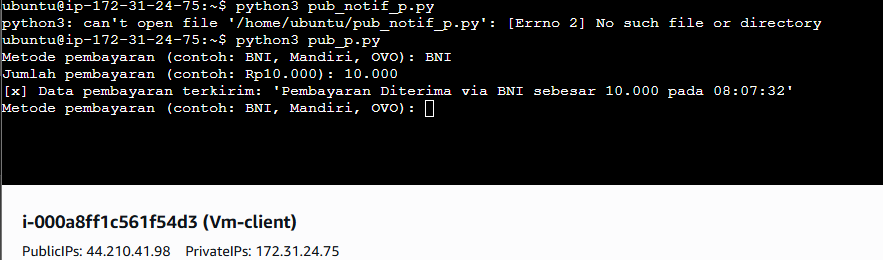 ubuntu@ip-172-31-24-75:~$ python3 pub_notif_p.py
python3: can't open file '/home/ubuntu/pub_notif_p.py': [Errno 2] No such file or directory
ubuntu@ip-172-31-24-75:~$ python3 pub_p.py
Metode pembayaran (contoh: BNI, Mandiri, OVO): BNI
Jumlah pembayaran (contoh: Rp10.000): 10.000
[x] Data pembayaran terkirim: 'Pembayaran Diterima via BNI sebesar 10.000 pada 08:07:32'
Metode pembayaran (contoh: BNI, Mandiri, OVO):
i-000a8ff1c561f54d3 (Vm-client)
PublicIPs: 44.210.41.98 PrivateIPs: 172.31.24.75